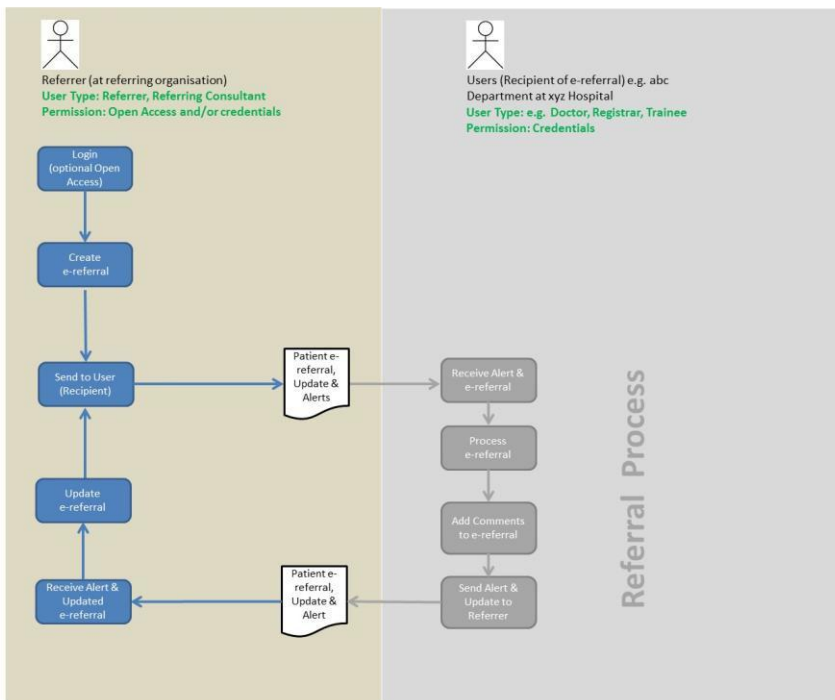 Referrer (at referring organisation)
User Type: Referrer, Referring Consultant
Permission: Open Access and/or credentials
Users (Recipient of e-referral) e.g. abc
Department at xyz Hospital
User Type: e.g. Doctor, Registrar, Trainee
Permission: Credentials
Login
(optional Open
Access)
Create
e-referral
Send to User
(Recipient)
Patient e-
referral,
Update &
Alerts
Receive Alert &
e-referral
Process
e-referral
Add Comments
to e-referral
Send Alert &
Update to
Referrer
Patient e-
referral,
Update &
Alert
Receive Alert &
Updated
e-referral
Update
e-referral
Referral Process